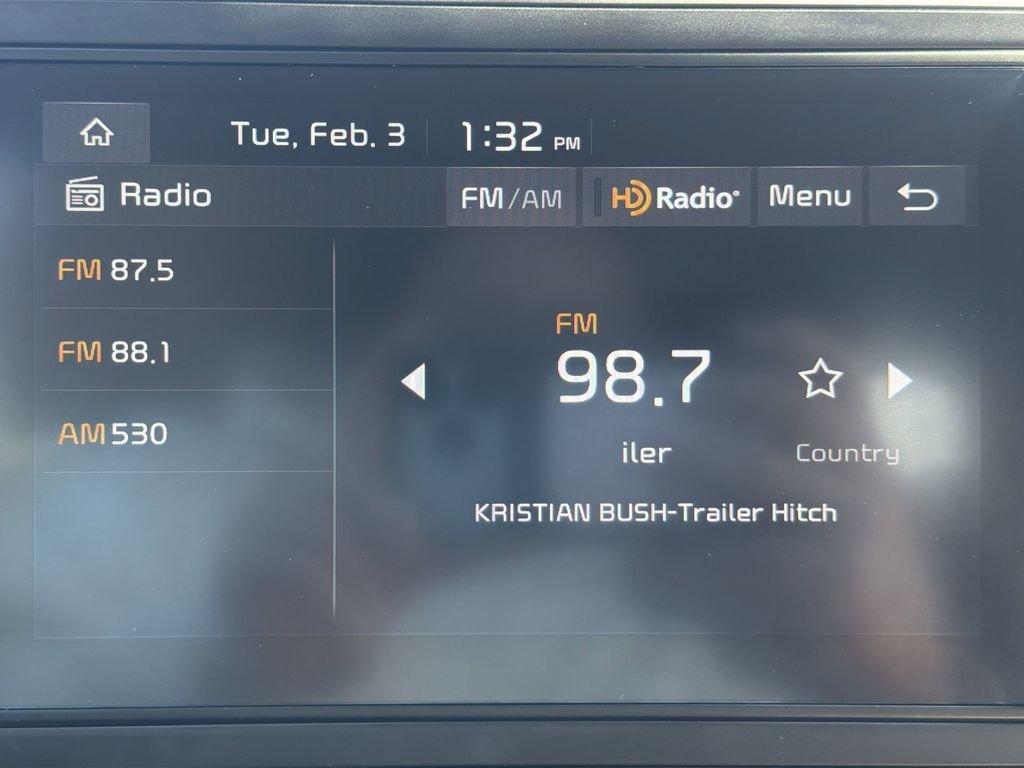 Tue, Feb. 3 1:32 PM
Radio FM/AM HD Radio® Menu
FM 87.5
FM 88.1
AM 530
FM
98.7
iler Country
KRISTIAN BUSH-Trailer Hitch